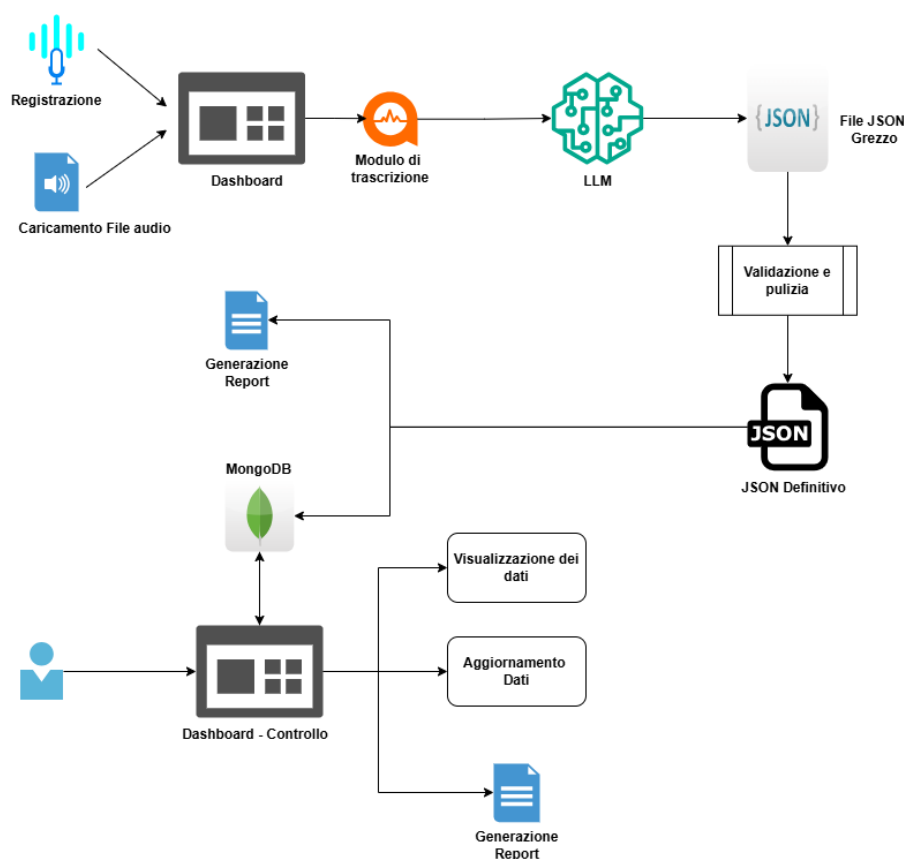 Registrazione
Caricamento File audio
Dashboard
Modulo di
trascrizione
LLM
{JSON}
File JSON
Grezzo
Validazione e
pulizia
JSON
JSON Definitivo
Generazione
Report
MongoDB
Visualizzazione dei
dati
Aggiornamento
Dati
Dashboard - Controllo
Generazione
Report